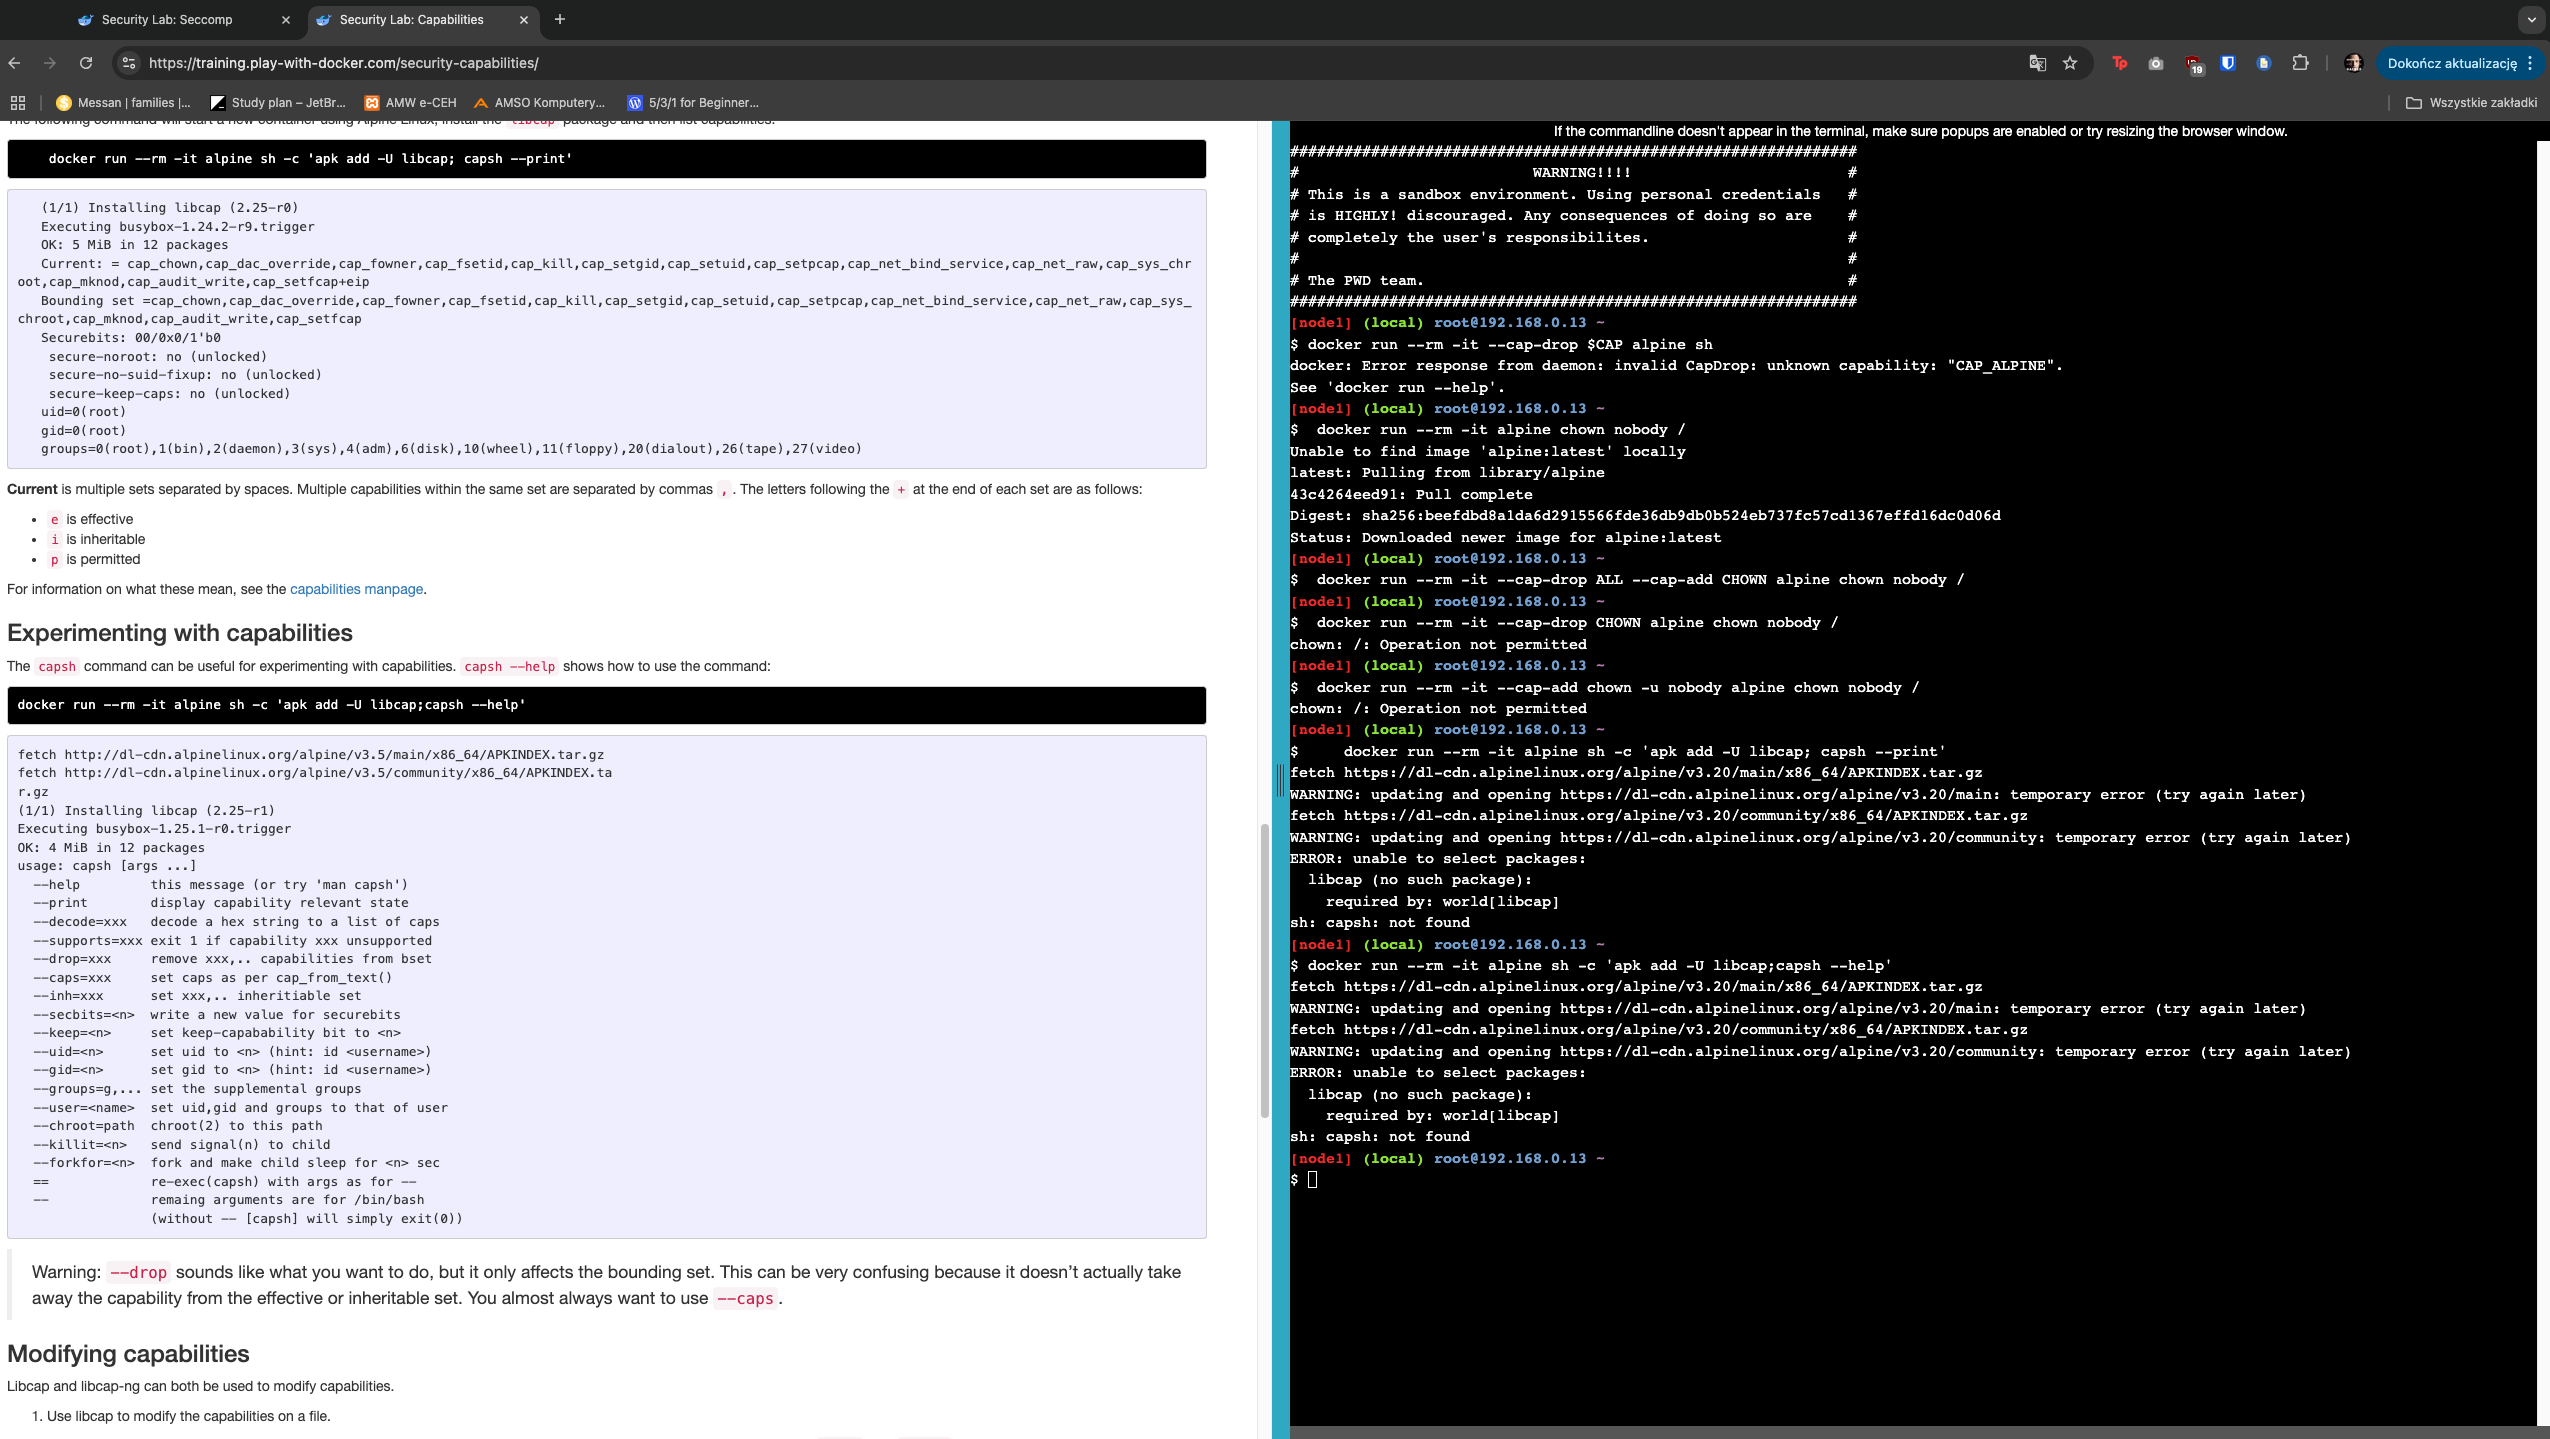 Security Lab: Seccomp
Security Lab: Capabilities
https://training.play-with-docker.com/security-capabilities/
19
Dokończ aktualizację
Messan | families |...
Study plan – JetBr...
AMW e-CEH
AMSO Komputery...
5/3/1 for Beginner...
Wszystkie zakładki
The following command will start a new container using Alpine Linux, install the libcap package and then list capabilities.
docker run --rm -it alpine sh -c 'apk add -U libcap; capsh --print'
(1/1) Installing libcap (2.25-r0)
Executing busybox-1.24.2-r9.trigger
OK: 5 MiB in 12 packages
Current: = cap_chown,cap_dac_override,cap_fowner,cap_fsetid,cap_kill,cap_setgid,cap_setuid,cap_setpcap,cap_net_bind_service,cap_net_raw,cap_sys_chr
oot,cap_mknod,cap_audit_write,cap_setfcap+eip
Bounding set =cap_chown,cap_dac_override,cap_fowner,cap_fsetid,cap_kill,cap_setgid,cap_setuid,cap_setpcap,cap_net_bind_service,cap_net_raw,cap_sys_
chroot,cap_mknod,cap_audit_write,cap_setfcap
Securebits: 00/0x0/1'b0
secure-noroot: no (unlocked)
secure-no-suid-fixup: no (unlocked)
secure-keep-caps: no (unlocked)
uid=0(root)
gid=0(root)
groups=0(root),1(bin),2(daemon),3(sys),4(adm),6(disk),10(wheel),11(floppy),20(dialout),26(tape),27(video)
Current is multiple sets separated by spaces. Multiple capabilities within the same set are separated by commas , . The letters following the + at the end of each set are as follows:
• e is effective
• i is inheritable
• p is permitted
For information on what these mean, see the capabilities manpage.
Experimenting with capabilities
The capsh command can be useful for experimenting with capabilities. capsh --help shows how to use the command:
docker run --rm -it alpine sh -c 'apk add -U libcap;capsh --help'
fetch http://dl-cdn.alpinelinux.org/alpine/v3.5/main/x86_64/APKINDEX.tar.gz
fetch http://dl-cdn.alpinelinux.org/alpine/v3.5/community/x86_64/APKINDEX.ta
r.gz
(1/1) Installing libcap (2.25-r1)
Executing busybox-1.25.1-r0.trigger
OK: 4 MiB in 12 packages
usage: capsh [args ...]
--help this message (or try 'man capsh')
--print display capability relevant state
--decode=xxx decode a hex string to a list of caps
--supports=xxx exit 1 if capability xxx unsupported
--drop=xxx remove xxx,.. capabilities from bset
--caps=xxx set caps as per cap_from_text()
--inh=xxx set xxx,.. inheritiable set
--secbits=<n> write a new value for securebits
--keep=<n> set keep-capabability bit to <n>
--uid=<n> set uid to <n> (hint: id <username>)
--gid=<n> set gid to <n> (hint: id <username>)
--groups=g,... set the supplemental groups
--user=<name> set uid,gid and groups to that of user
--chroot=path chroot(2) to this path
--killit=<n> send signal(n) to child
--forkfor=<n> fork and make child sleep for <n> sec
== re-exec(capsh) with args as for --
-- remaing arguments are for /bin/bash
(without -- [capsh] will simply exit(0))
Warning: --drop sounds like what you want to do, but it only affects the bounding set. This can be very confusing because it doesn't actually take
away the capability from the effective or inheritable set. You almost always want to use --caps.
Modifying capabilities
Libcap and libcap-ng can both be used to modify capabilities.
1. Use libcap to modify the capabilities on a file.
If the commandline doesn't appear in the terminal, make sure popups are enabled or try resizing the browser window.
###############################################################
# WARNING!!!! #
# This is a sandbox environment. Using personal credentials #
# is HIGHLY! discouraged. Any consequences of doing so are #
# completely the user's responsibilites. #
# #
# The PWD team. #
###############################################################
[node1] (local) root@192.168.0.13 ~
$ docker run --rm -it --cap-drop $CAP alpine sh
docker: Error response from daemon: invalid CapDrop: unknown capability: "CAP_ALPINE".
See 'docker run --help'.
[node1] (local) root@192.168.0.13 ~
$ docker run --rm -it alpine chown nobody /
Unable to find image 'alpine:latest' locally
latest: Pulling from library/alpine
43c4264eed91: Pull complete
Digest: sha256:beefdbd8a1da6d2915566fde36db9db0b524eb737fc57cd1367effd16dc0d06d
Status: Downloaded newer image for alpine:latest
[node1] (local) root@192.168.0.13 ~
$ docker run --rm -it --cap-drop ALL --cap-add CHOWN alpine chown nobody /
[node1] (local) root@192.168.0.13 ~
$ docker run --rm -it --cap-drop CHOWN alpine chown nobody /
chown: /: Operation not permitted
[node1] (local) root@192.168.0.13 ~
$ docker run --rm -it --cap-add chown -u nobody alpine chown nobody /
chown: /: Operation not permitted
[node1] (local) root@192.168.0.13 ~
$ docker run --rm -it alpine sh -c 'apk add -U libcap; capsh --print'
fetch https://dl-cdn.alpinelinux.org/alpine/v3.20/main/x86_64/APKINDEX.tar.gz
WARNING: updating and opening https://dl-cdn.alpinelinux.org/alpine/v3.20/main: temporary error (try again later)
fetch https://dl-cdn.alpinelinux.org/alpine/v3.20/community/x86_64/APKINDEX.tar.gz
WARNING: updating and opening https://dl-cdn.alpinelinux.org/alpine/v3.20/community: temporary error (try again later)
ERROR: unable to select packages:
libcap (no such package):
required by: world[libcap]
sh: capsh: not found
[node1] (local) root@192.168.0.13 ~
$ docker run --rm -it alpine sh -c 'apk add -U libcap;capsh --help'
fetch https://dl-cdn.alpinelinux.org/alpine/v3.20/main/x86_64/APKINDEX.tar.gz
WARNING: updating and opening https://dl-cdn.alpinelinux.org/alpine/v3.20/main: temporary error (try again later)
fetch https://dl-cdn.alpinelinux.org/alpine/v3.20/community/x86_64/APKINDEX.tar.gz
WARNING: updating and opening https://dl-cdn.alpinelinux.org/alpine/v3.20/community: temporary error (try again later)
ERROR: unable to select packages:
libcap (no such package):
required by: world[libcap]
sh: capsh: not found
[node1] (local) root@192.168.0.13 ~
$